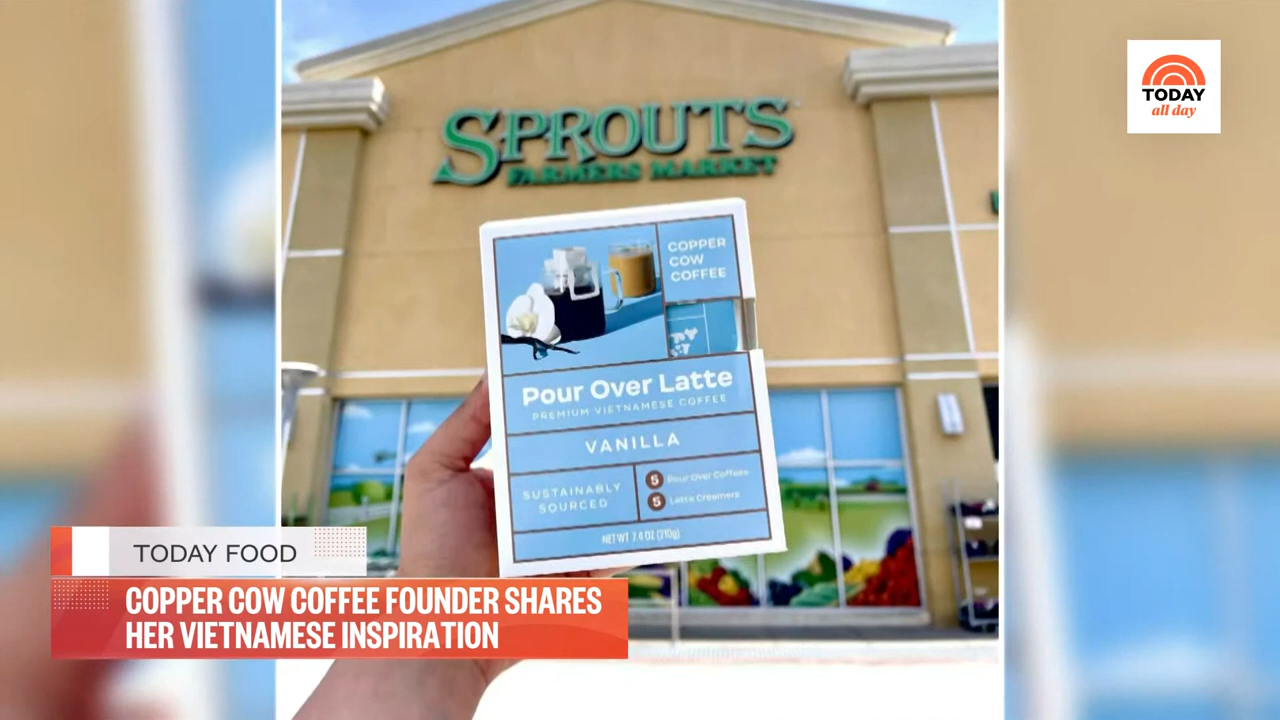 TODAY
all day
SPROUTS
FARMERS MARKET
COPPER
COW
COFFEE
Pour Over Latte
PREMIUM VIETNAMESE COFFEE
VANILLA
SUSTAINABLY
SOURCED
5 Pour Over Coffees
5 Latte Creamers
NET WT 7.4 OZ (210g)
TODAY FOOD
COPPER COW COFFEE FOUNDER SHARES
HER VIETNAMESE INSPIRATION